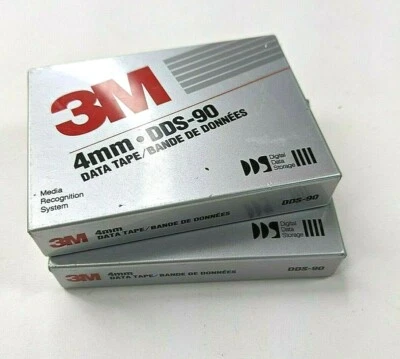 3M
4mm • DDS-90
DATA TAPE/BANDE DE DONNÉES
Media
Recognition
System
DDS Digital
Data
Storage
3M 4mm
DATA TAPE/BANDE DE DONNÉES
DDS Digital
Data
Storage
DDS-90
3M 4mm
DATA TAPE/BANDE DE DONNÉES
DDS Digital
Data
Storage
DDS-90